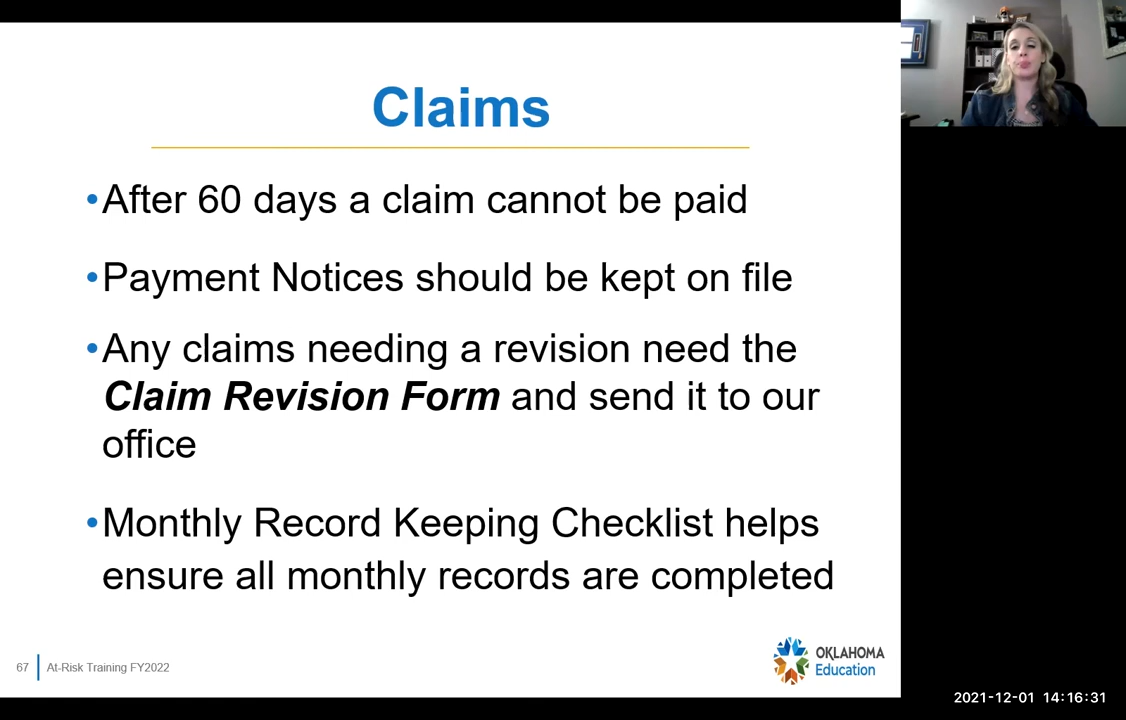 Claims
•After 60 days a claim cannot be paid
•Payment Notices should be kept on file
•Any claims needing a revision need the
Claim Revision Form and send it to our
office
•Monthly Record Keeping Checklist helps
ensure all monthly records are completed
67
At-Risk Training FY2022
OKLAHOMA
Education
2021-12-01 14:16:31